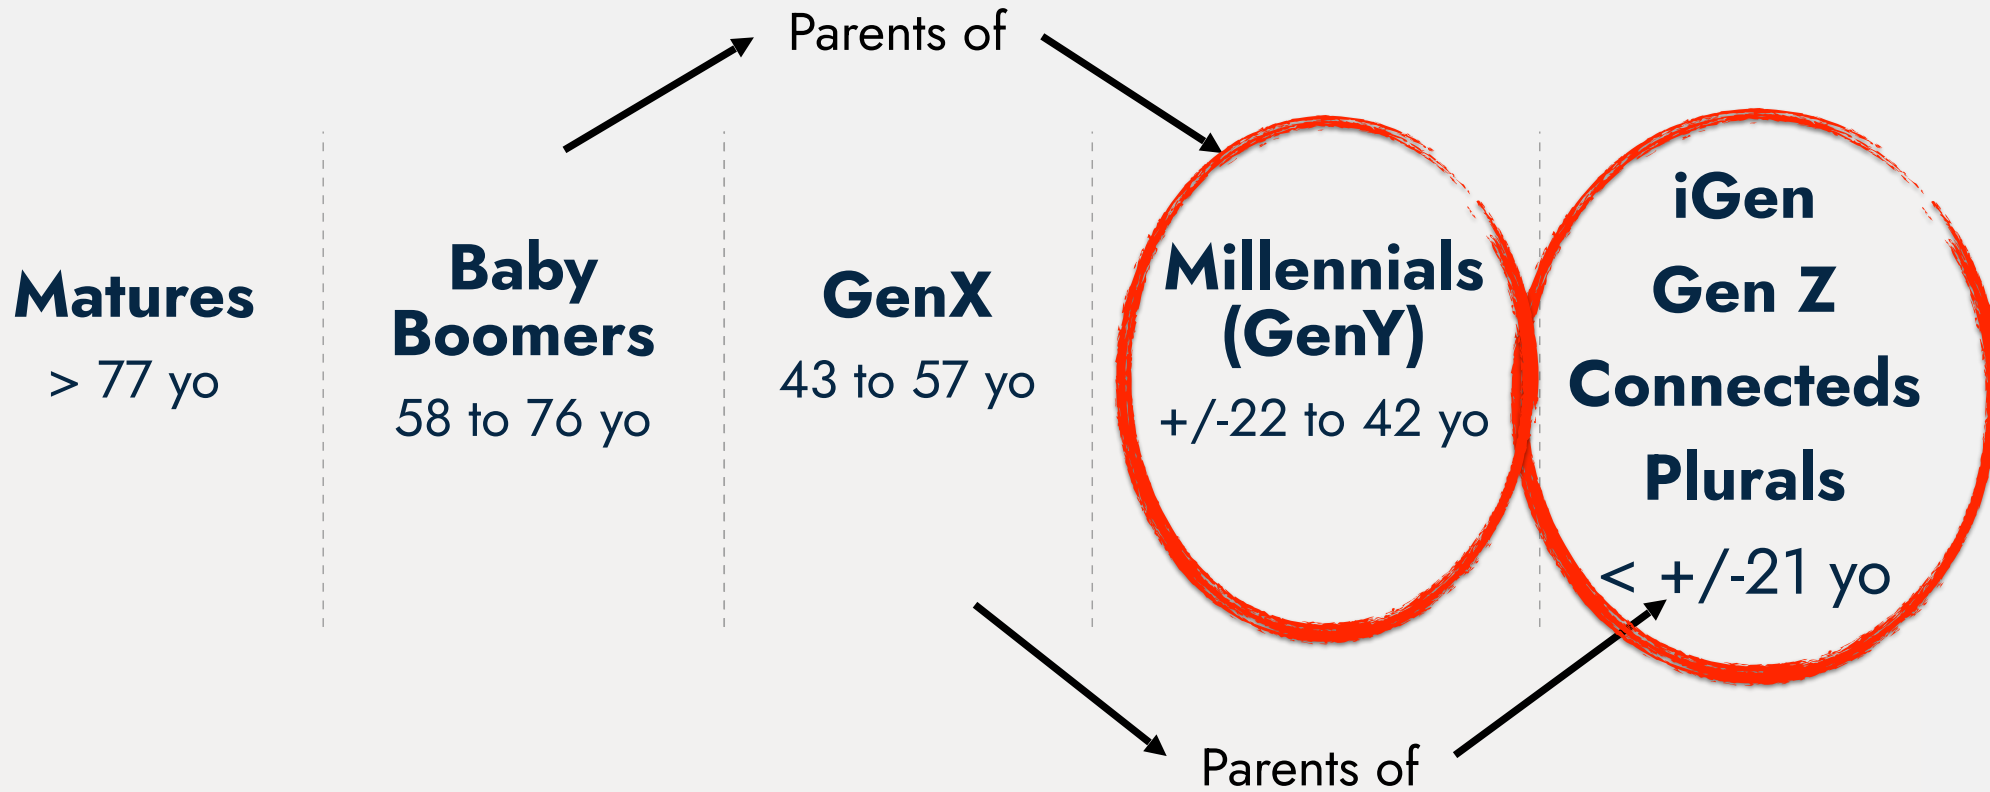 Parents of
Matures
> 77 yo
Baby
Boomers
58 to 76 yo
GenX
43 to 57 yo
Millennials
(GenY)
+/-22 to 42 yo
iGen
Gen Z
Connecteds
Plurals
< +/-21 yo
Parents of